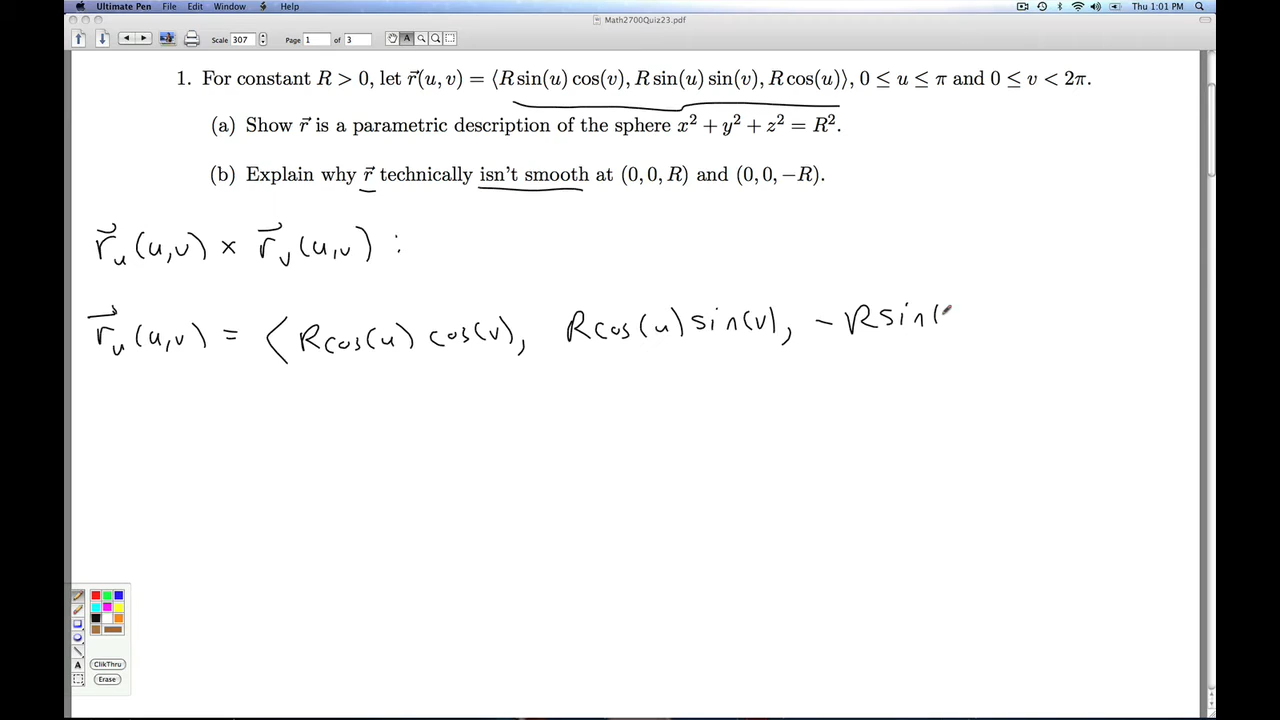 Ultimate Pen File Edit Window Help Thu 1:01 PM
Math2700Quiz23.pdf
Scale 307 Page 1 of 3 A
1. For constant R > 0, let r⃗(u, v) = ⟨R sin(u) cos(v), R sin(u) sin(v), R cos(u)⟩, 0 ≤ u ≤ π and 0 ≤ v < 2π.
(a) Show r⃗ is a parametric description of the sphere x² + y² + z² = R².
(b) Explain why r⃗ technically isn't smooth at (0, 0, R) and (0, 0, −R).
r⃗ᵤ(u,v) × r⃗ᵥ(u,v) :
r⃗ᵤ(u,v) = ⟨Rcos(u) cos(v), Rcos(u) sin(v), − Rsin(
A
ClikThru
Erase